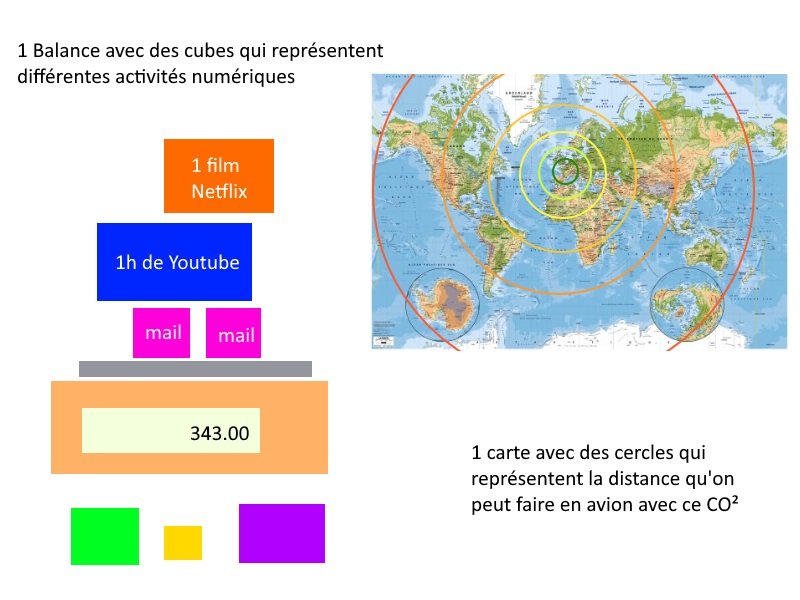 1 Balance avec des cubes qui représentent
différentes activités numériques
1 film
Netflix
1h de Youtube
mail
mail
343.00
1 carte avec des cercles qui
représentent la distance qu'on
peut faire en avion avec ce CO²